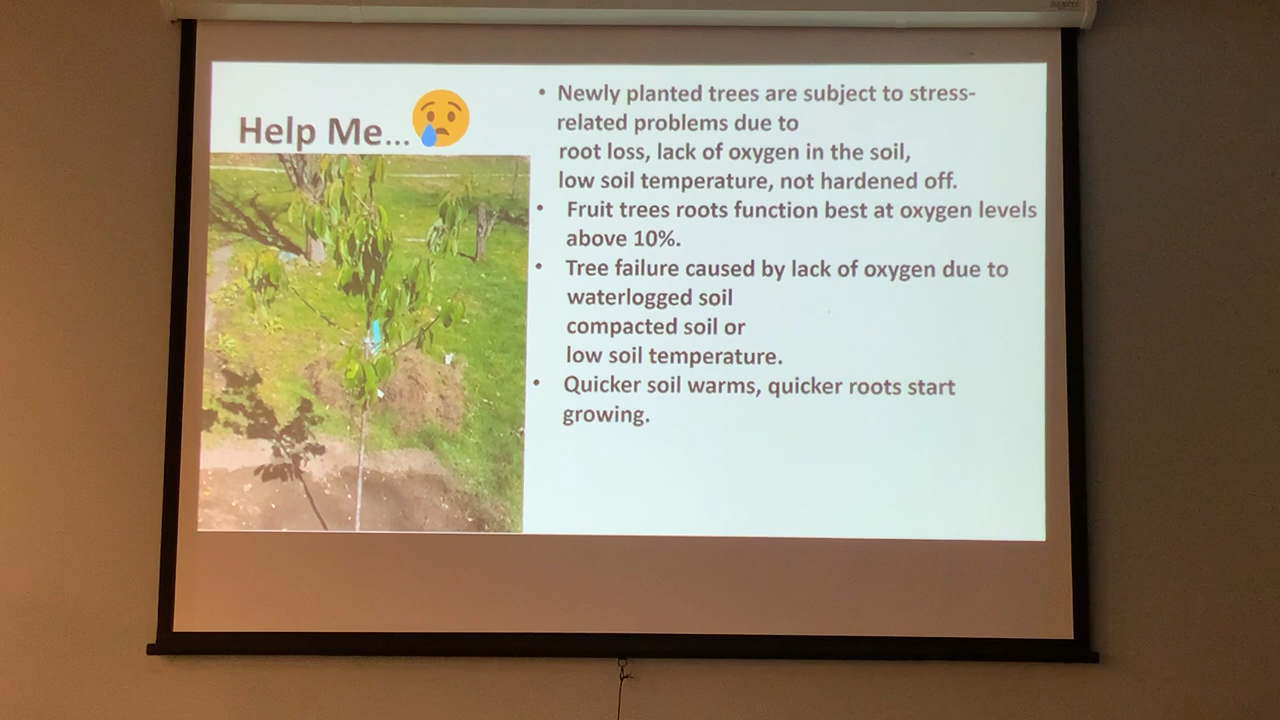 Help Me...
• Newly planted trees are subject to stress-
related problems due to
root loss, lack of oxygen in the soil,
low soil temperature, not hardened off.
• Fruit trees roots function best at oxygen levels
above 10%.
• Tree failure caused by lack of oxygen due to
waterlogged soil
compacted soil or
low soil temperature.
• Quicker soil warms, quicker roots start
growing.